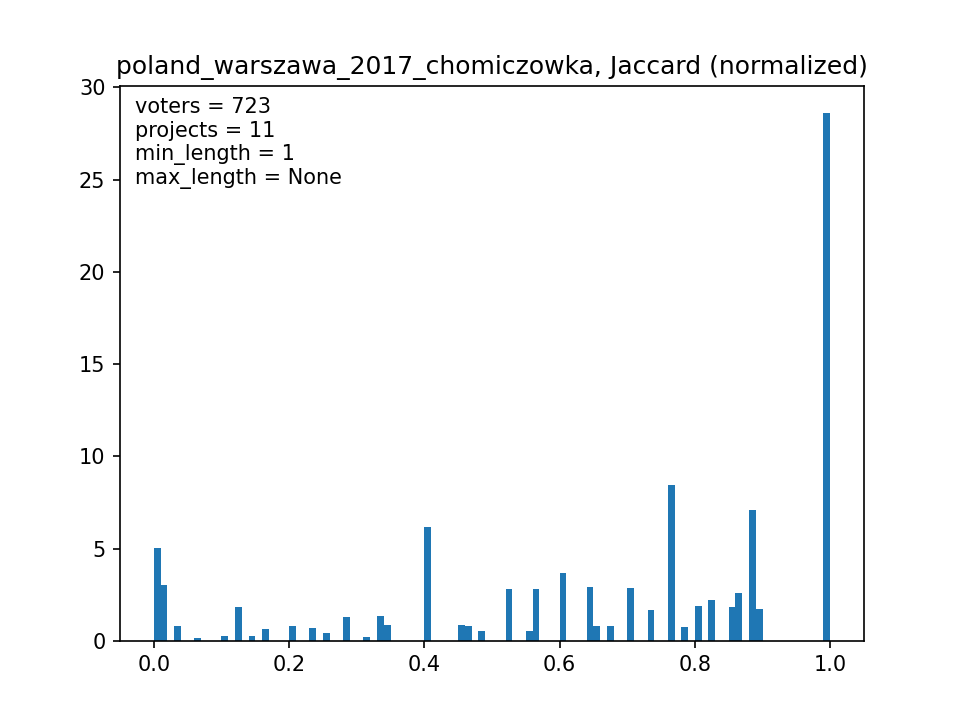 poland_warszawa_2017_chomiczowka, Jaccard (normalized)
30
voters = 723
projects = 11
min_length = 1
max_length = None
25
20
15
10
5
0
0.0 0.2 0.4 0.6 0.8 1.0